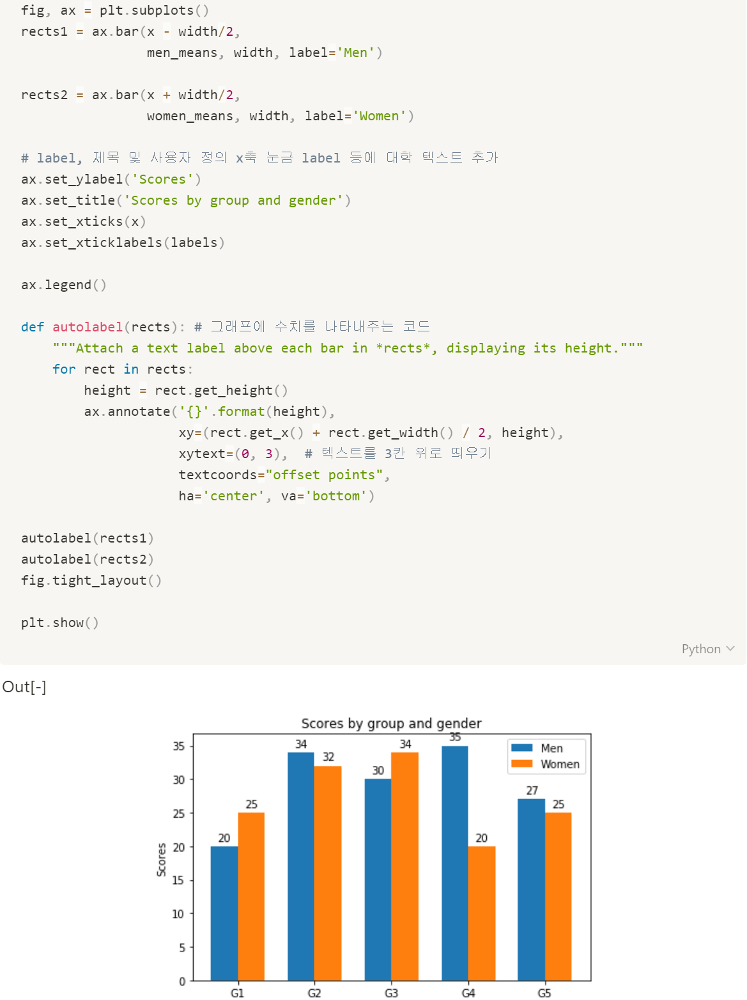 fig, ax = plt.subplots()
rects1 = ax.bar(x - width/2,
                men_means, width, label='Men')
rects2 = ax.bar(x + width/2,
                women_means, width, label='Women')
# label, 제목 및 사용자 정의 x축 눈금 label 등에 대학 텍스트 추가
ax.set_ylabel('Scores')
ax.set_title('Scores by group and gender')
ax.set_xticks(x)
ax.set_xticklabels(labels)
ax.legend()
def autolabel(rects): # 그래프에 수치를 나타내주는 코드
    """Attach a text label above each bar in *rects*, displaying its height."""
    for rect in rects:
        height = rect.get_height()
        ax.annotate('{}'.format(height),
                    xy=(rect.get_x() + rect.get_width() / 2, height),
                    xytext=(0, 3),  # 텍스트를 3칸 위로 띄우기
                    textcoords="offset points",
                    ha='center', va='bottom')
autolabel(rects1)
autolabel(rects2)
fig.tight_layout()
plt.show()
Python
Out[-]
Scores by group and gender
35
30
25
20
15
10
5
0
Scores
20
25
34
32
30
34
35
20
27
25
Men
Women
G1
G2
G3
G4
G5